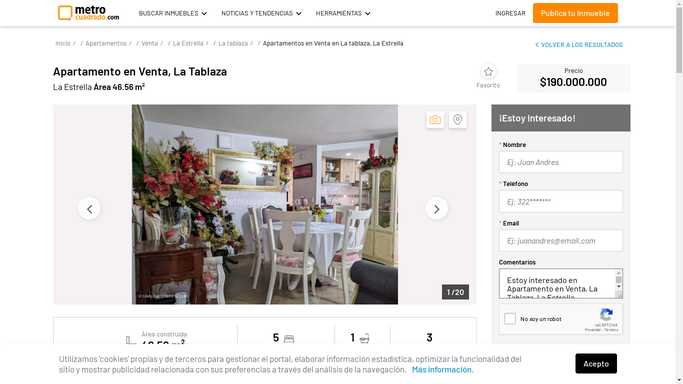 metro
cuadrado.com
BUSCAR INMUEBLES
NOTICIAS Y TENDENCIAS
HERRAMIENTAS
INGRESAR
Publica tu Inmueble
Inicio / / Apartamentos / / Venta / / La Estrella / / La tablaza / Apartamentos en Venta en La tablaza, La Estrella
VOLVER A LOS RESULTADOS
Apartamento en Venta, La Tablaza
La Estrella Área 46.56 m²
Favorito
Precio
$190.000.000
1 / 20
¡Estoy Interesado!
* Nombre
Ej: Juan Andres
* Telefono
Ej: 322*******
* Email
Ej: juanandres@email.com
Comentarios
Estoy interesado en
Apartamento en Venta, La
Tablaza, La Estrella
No soy un robot
reCAPTCHA
Privacidad - Términos
Área construida
5
1
3
Utilizamos 'cookies' propias y de terceros para gestionar el portal, elaborar información estadística, optimizar la funcionalidad del
sitio y mostrar publicidad relacionada con sus preferencias a través del análisis de la navegación. Más información.
Acepto